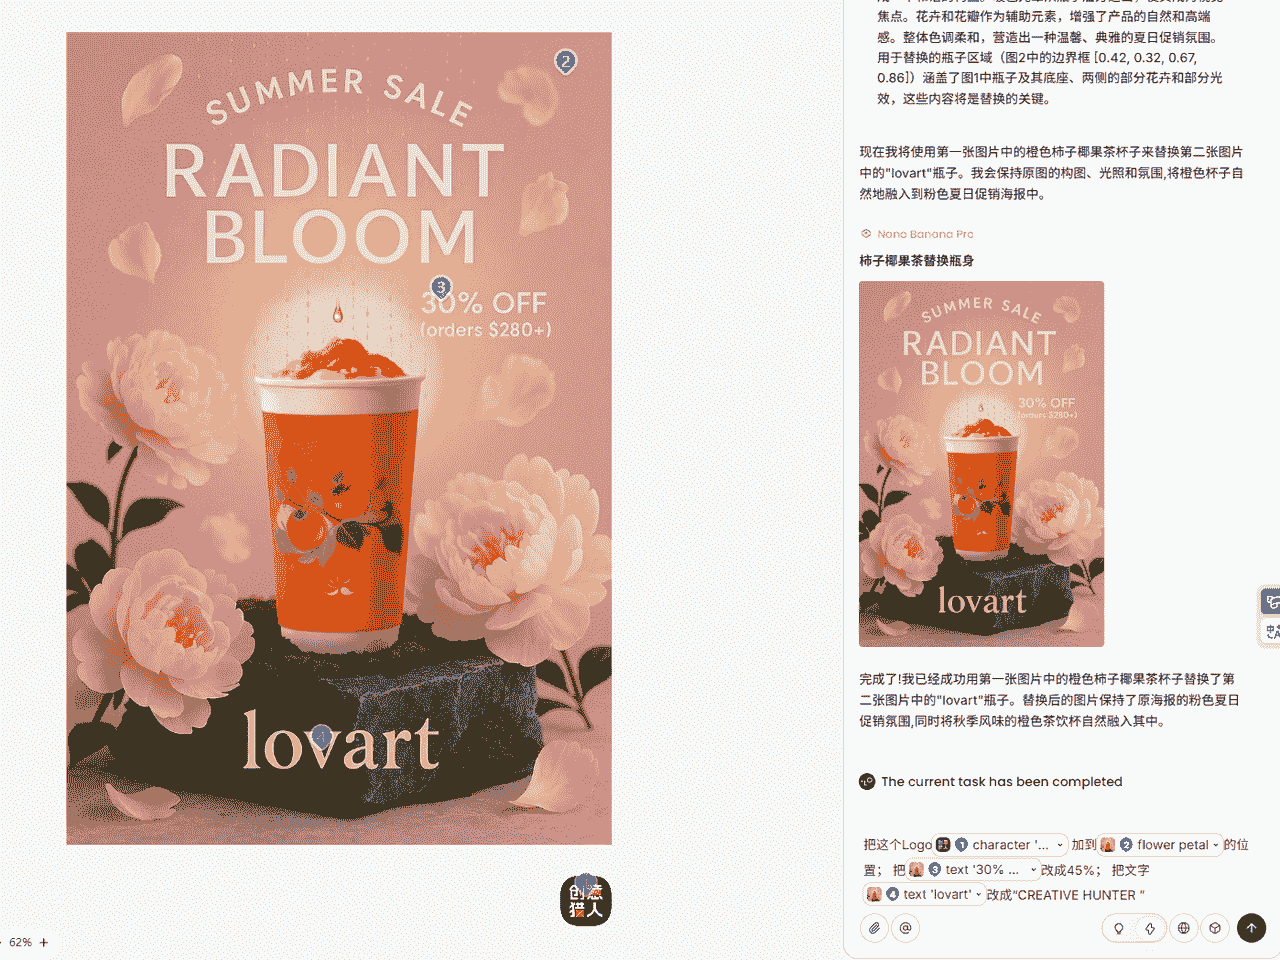 2
SUMMER SALE
RADIANT
BLOOM
3
30% OFF
(orders $280+)
4
lovart
创意
猎人
62% +
焦点。花卉和花瓣作为辅助元素，增强了产品的自然和高端
感。整体色调柔和，营造出一种温馨、典雅的夏日促销氛围。
用于替换的瓶子区域（图2中的边界框 [0.42, 0.32, 0.67,
0.86]）涵盖了图1中瓶子及其底座、两侧的部分花卉和部分光
效，这些内容将是替换的关键。
现在我将使用第一张图片中的橙色柿子椰果茶杯子来替换第二张图片
中的"lovart"瓶子。我会保持原图的构图、光照和氛围,将橙色杯子自
然地融入到粉色夏日促销海报中。
Nano Banana Pro
柿子椰果茶替换瓶身
SUMMER SALE
RADIANT
BLOOM
30% OFF
(orders $280+)
lovart
完成了!我已经成功用第一张图片中的橙色柿子椰果茶杯子替换了第
二张图片中的"lovart"瓶子。替换后的图片保持了原海报的粉色夏日
促销氛围,同时将秋季风味的橙色茶饮杯自然融入其中。
The current task has been completed
把这个Logo 1 character '... 加到 2 flower petal 的位
置； 把 3 text '30% ... 改成45%； 把文字
4 text 'lovart' 改成“CREATIVE HUNTER ”